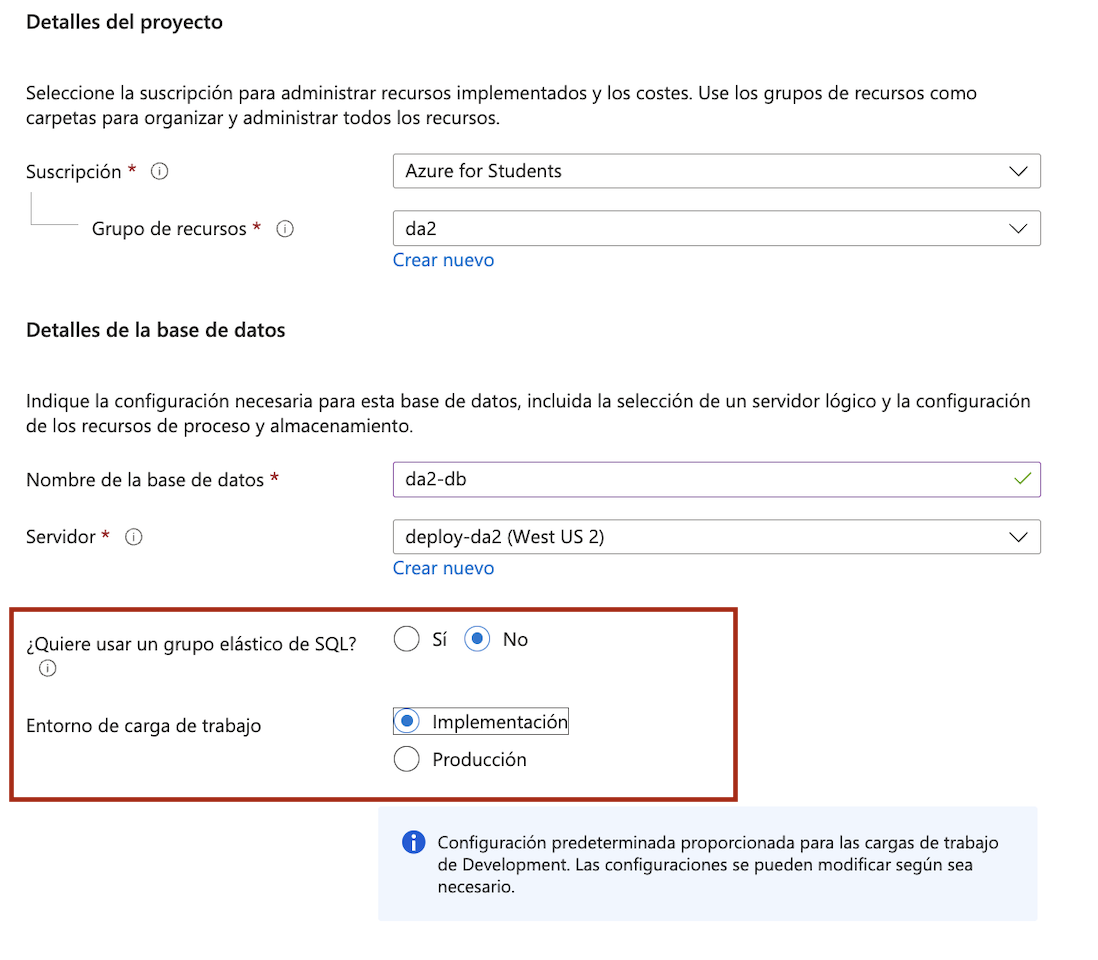 Detalles del proyecto
Seleccione la suscripción para administrar recursos implementados y los costes. Use los grupos de recursos como
carpetas para organizar y administrar todos los recursos.
Suscripción *
Azure for Students
Grupo de recursos *
da2
Crear nuevo
Detalles de la base de datos
Indique la configuración necesaria para esta base de datos, incluida la selección de un servidor lógico y la configuración
de los recursos de proceso y almacenamiento.
Nombre de la base de datos *
da2-db
Servidor *
deploy-da2 (West US 2)
Crear nuevo
¿Quiere usar un grupo elástico de SQL?
Sí No
Entorno de carga de trabajo
Implementación
Producción
Configuración predeterminada proporcionada para las cargas de trabajo
de Development. Las configuraciones se pueden modificar según sea
necesario.